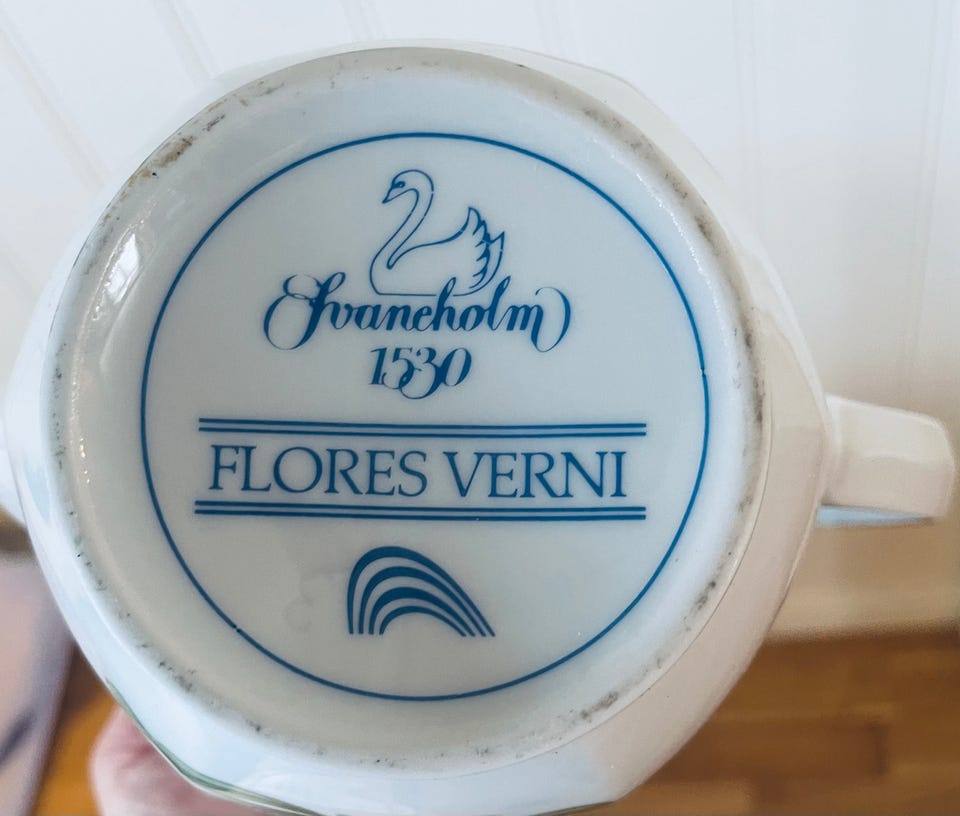 Svaneholm
1530
FLORES VERNI